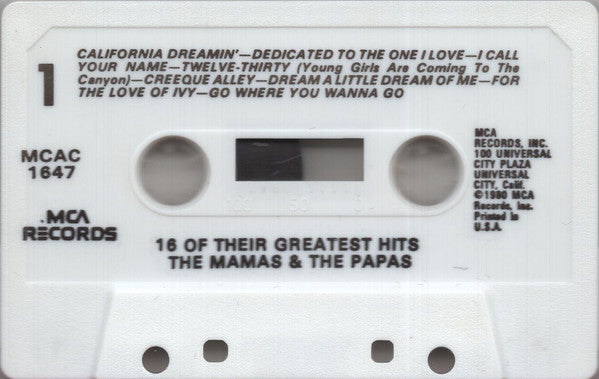 CALIFORNIA DREAMIN'—DEDICATED TO THE ONE I LOVE—I CALL
YOUR NAME—TWELVE-THIRTY (Young Girls Are Coming To The
Canyon)—CREEQUE ALLEY—DREAM A LITTLE DREAM OF ME—FOR
THE LOVE OF IVY—GO WHERE YOU WANNA GO
1
MCAC
1647
MCA
RECORDS
MCA
RECORDS, INC.
100 UNIVERSAL
CITY PLAZA
UNIVERSAL
CITY, Calif.
©1980 MCA
Records, Inc.
Printed in
U.S.A.
16 OF THEIR GREATEST HITS
THE MAMAS & THE PAPAS